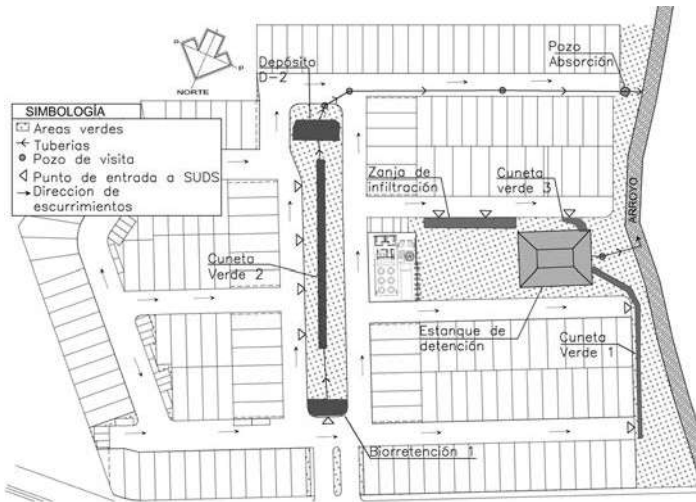 NORTE
Depósito
D-2
Pozo
Absorción
SIMBOLOGÍA
Areas verdes
Tuberias
Pozo de visita
Punto de entrada a SUDS
Direccion de
escurrimientos
Zanja de
infiltración
Cuneta
verde 3
ARROYO
Cuneta
Verde 2
Estanque de
detención
Cuneta
Verde 1
Biorretención 1